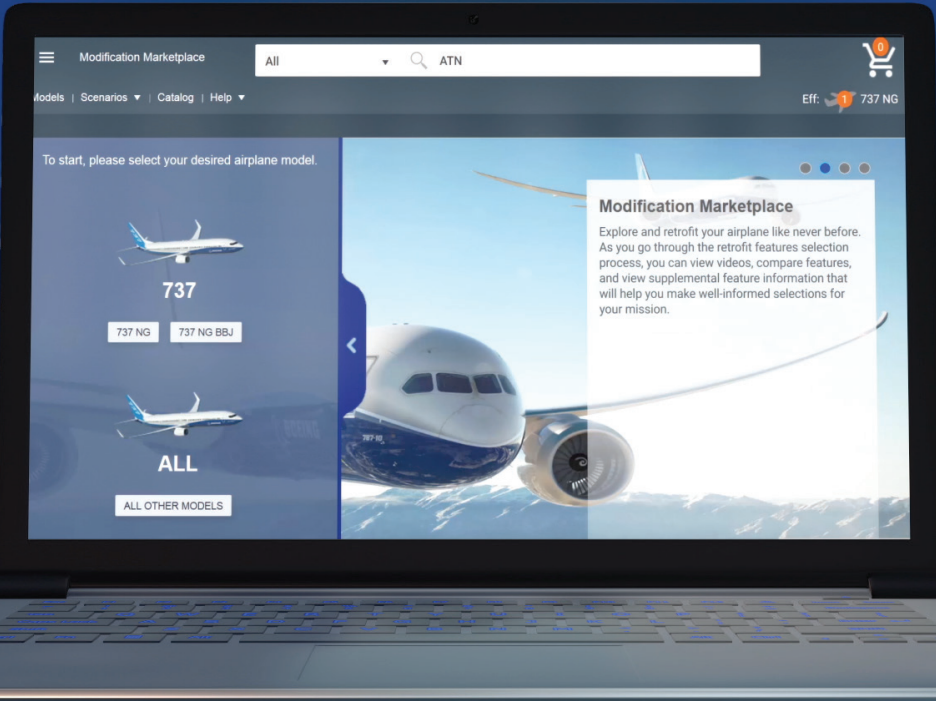 Modification Marketplace
All
ATN
0
Models | Scenarios ▼ | Catalog | Help ▼
Eff:
1
737 NG
To start, please select your desired airplane model.
737
737 NG
737 NG BBJ
ALL
ALL OTHER MODELS
787-10
Modification Marketplace
Explore and retrofit your airplane like never before.
As you go through the retrofit features selection
process, you can view videos, compare features,
and view supplemental feature information that
will help you make well-informed selections for
your mission.